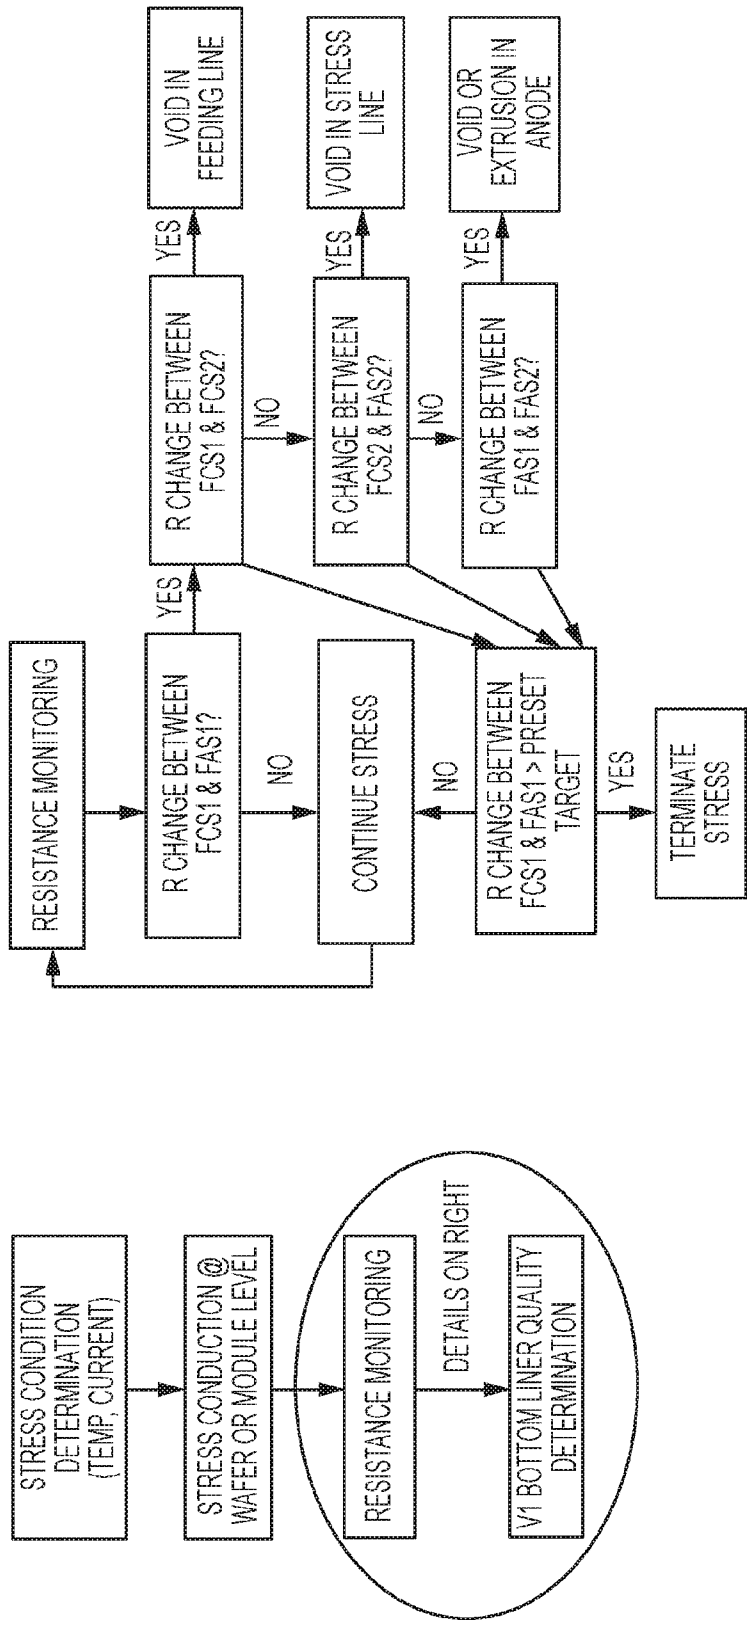 STRESS CONDITION
DETERMINATION
(TEMP, CURRENT)
STRESS CONDUCTION @
WAFER OR MODULE LEVEL
RESISTANCE MONITORING
DETAILS ON RIGHT
V1 BOTTOM LINER QUALITY
DETERMINATION
RESISTANCE MONITORING
R CHANGE BETWEEN
FCS1 & FAS1?
YES
R CHANGE BETWEEN
FCS1 & FCS2?
YES
VOID IN
FEEDING LINE
NO
NO
CONTINUE STRESS
R CHANGE BETWEEN
FCS2 & FAS2?
YES
VOID IN STRESS
LINE
NO
NO
R CHANGE BETWEEN
FCS1 & FAS1 > PRESET
TARGET
R CHANGE BETWEEN
FAS1 & FAS2?
YES
VOID OR
EXTRUSION IN
ANODE
YES
TERMINATE
STRESS